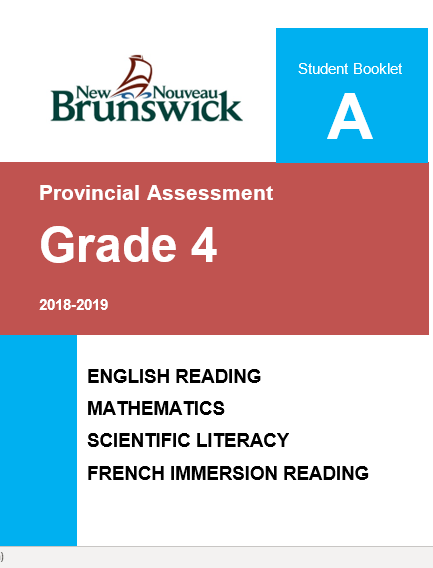 Student Booklet
A
New Nouveau
Brunswick
Provincial Assessment
Grade 4
2018-2019
ENGLISH READING
MATHEMATICS
SCIENTIFIC LITERACY
FRENCH IMMERSION READING